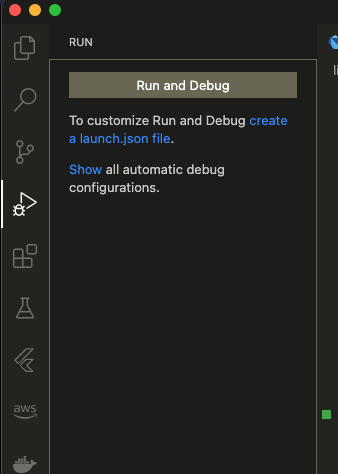 RUN
Run and Debug
To customize Run and Debug create
a launch.json file.
Show all automatic debug
configurations.
aws